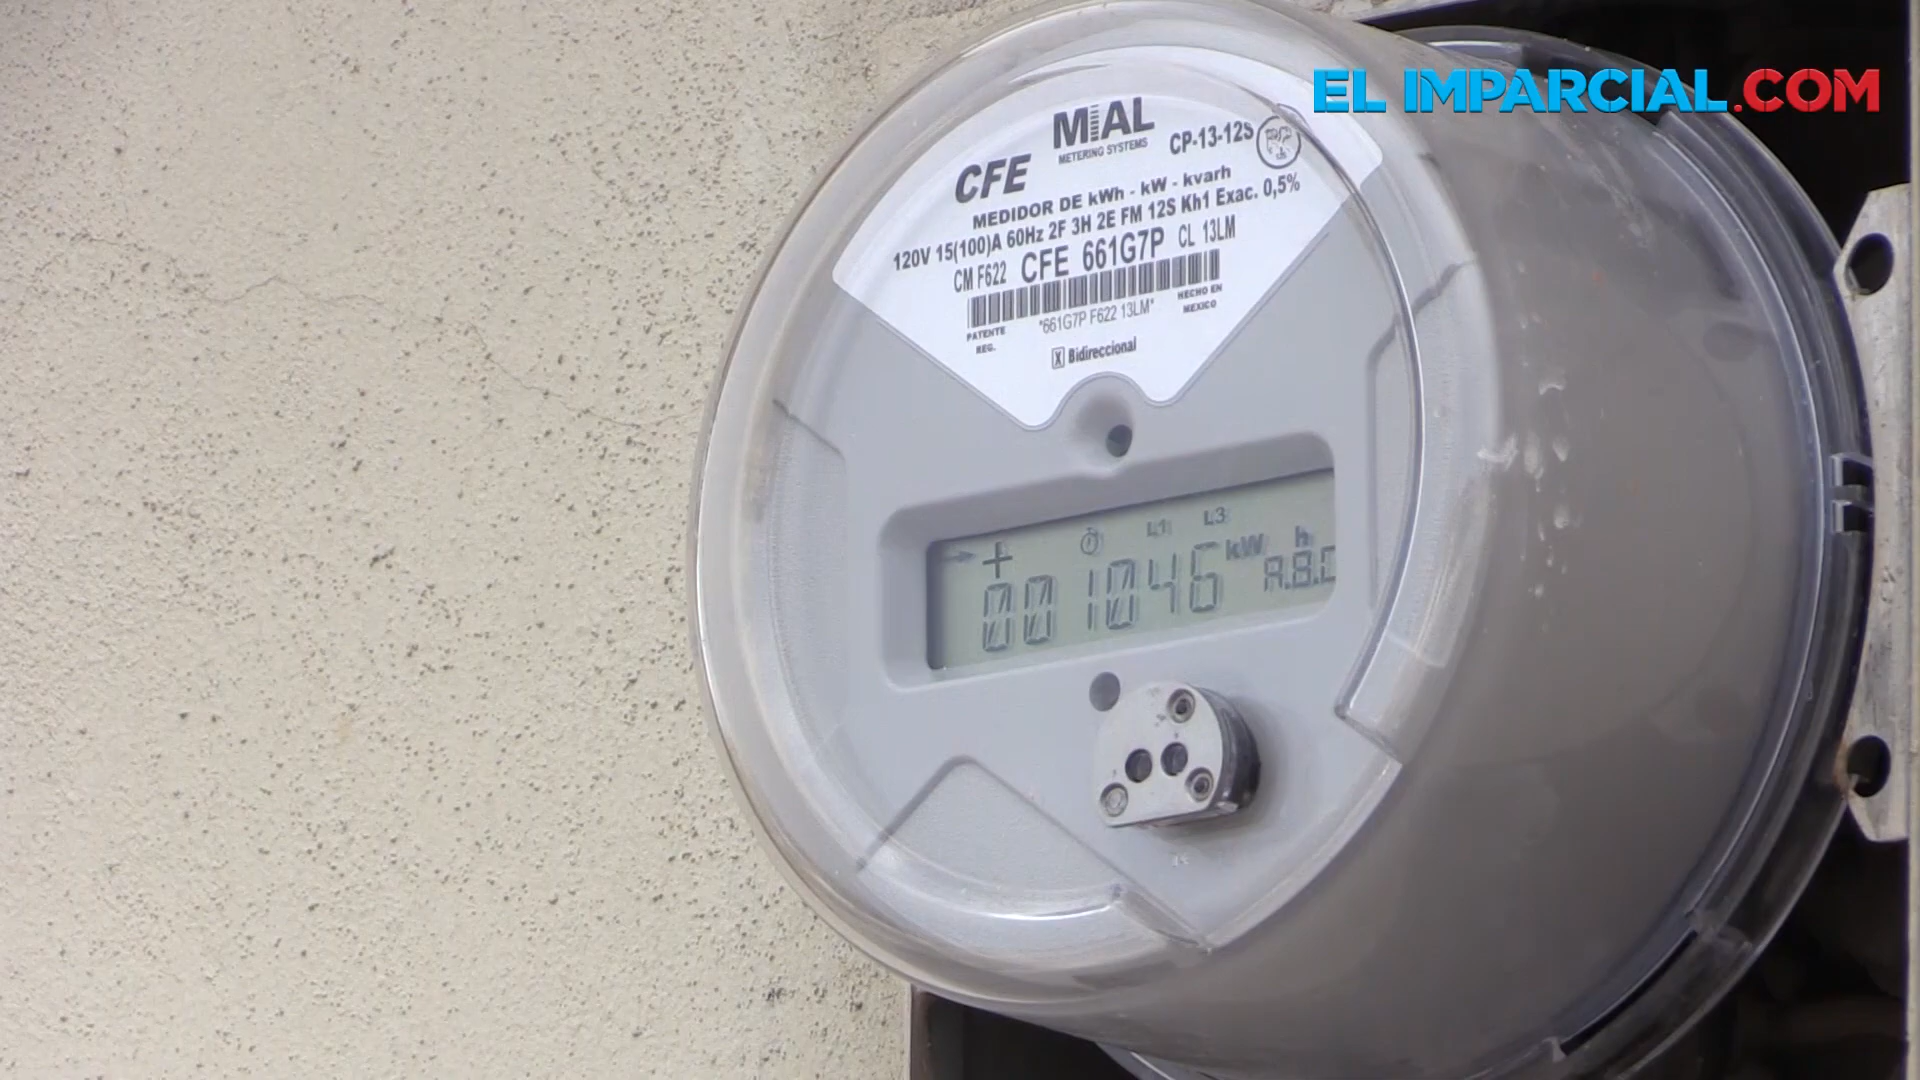 EL IMPARCIAL.COM
MIAL
METERING SYSTEMS
CFE
CP-13-12S
MEDIDOR DE kWh - kW - kvarh
120V 15(100)A 60Hz 2F 3H 2E FM 12S Kh1 Exac. 0,5%
CM F622 CFE 661G7P CL 13LM
*661G7P F622 13LM*
PATENTE
REG.
HECHO EN
MEXICO
X Bidireccional
+ L1 L3
001046 kW h
A.B.C